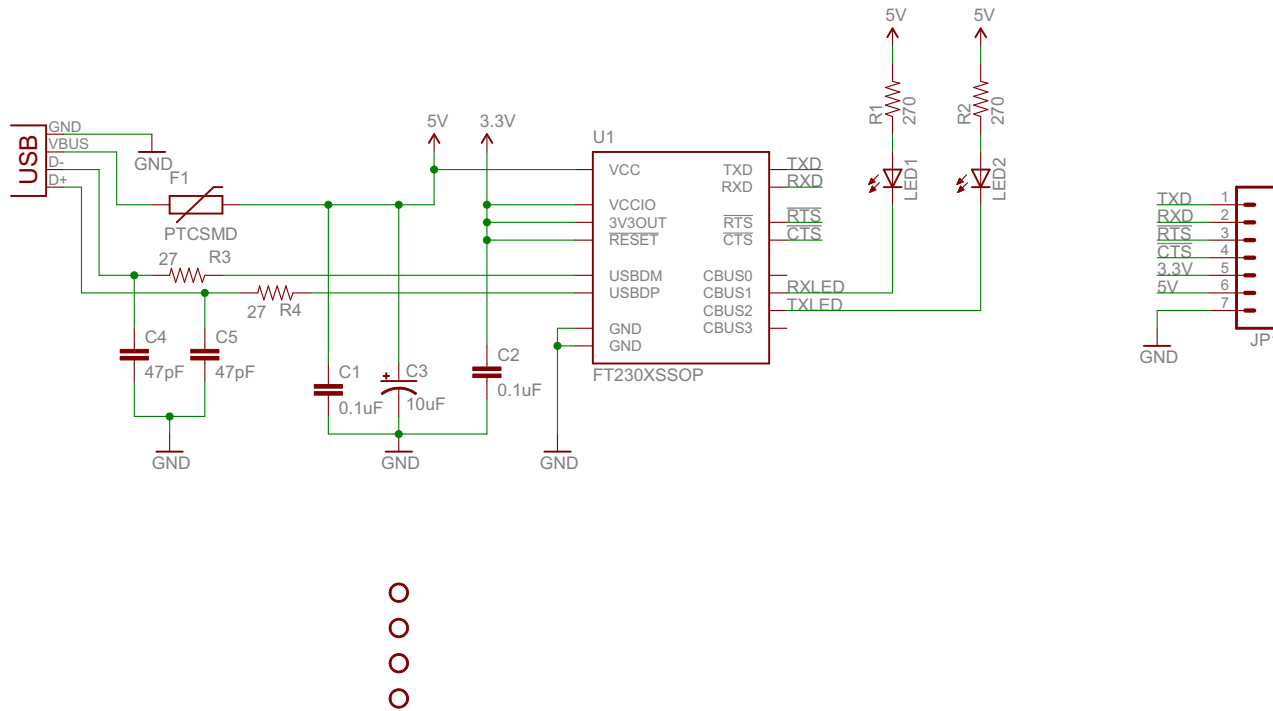 5V
5V
R1
270
R2
270
LED1
LED2
USB
GND
VBUS
D-
D+
GND
F1
PTCSMD
5V
3.3V
27
R3
27
R4
C4
47pF
C5
47pF
GND
C1
0.1uF
C3
10uF
+
GND
C2
0.1uF
GND
U1
VCC
VCCIO
3V3OUT
RESET
USBDM
USBDP
GND
GND
TXD
RXD
RTS
CTS
CBUS0
CBUS1
CBUS2
CBUS3
FT230XSSOP
TXD
RXD
RTS
CTS
RXLED
TXLED
TXD 1
RXD 2
RTS 3
CTS 4
3.3V 5
5V 6
7
GND